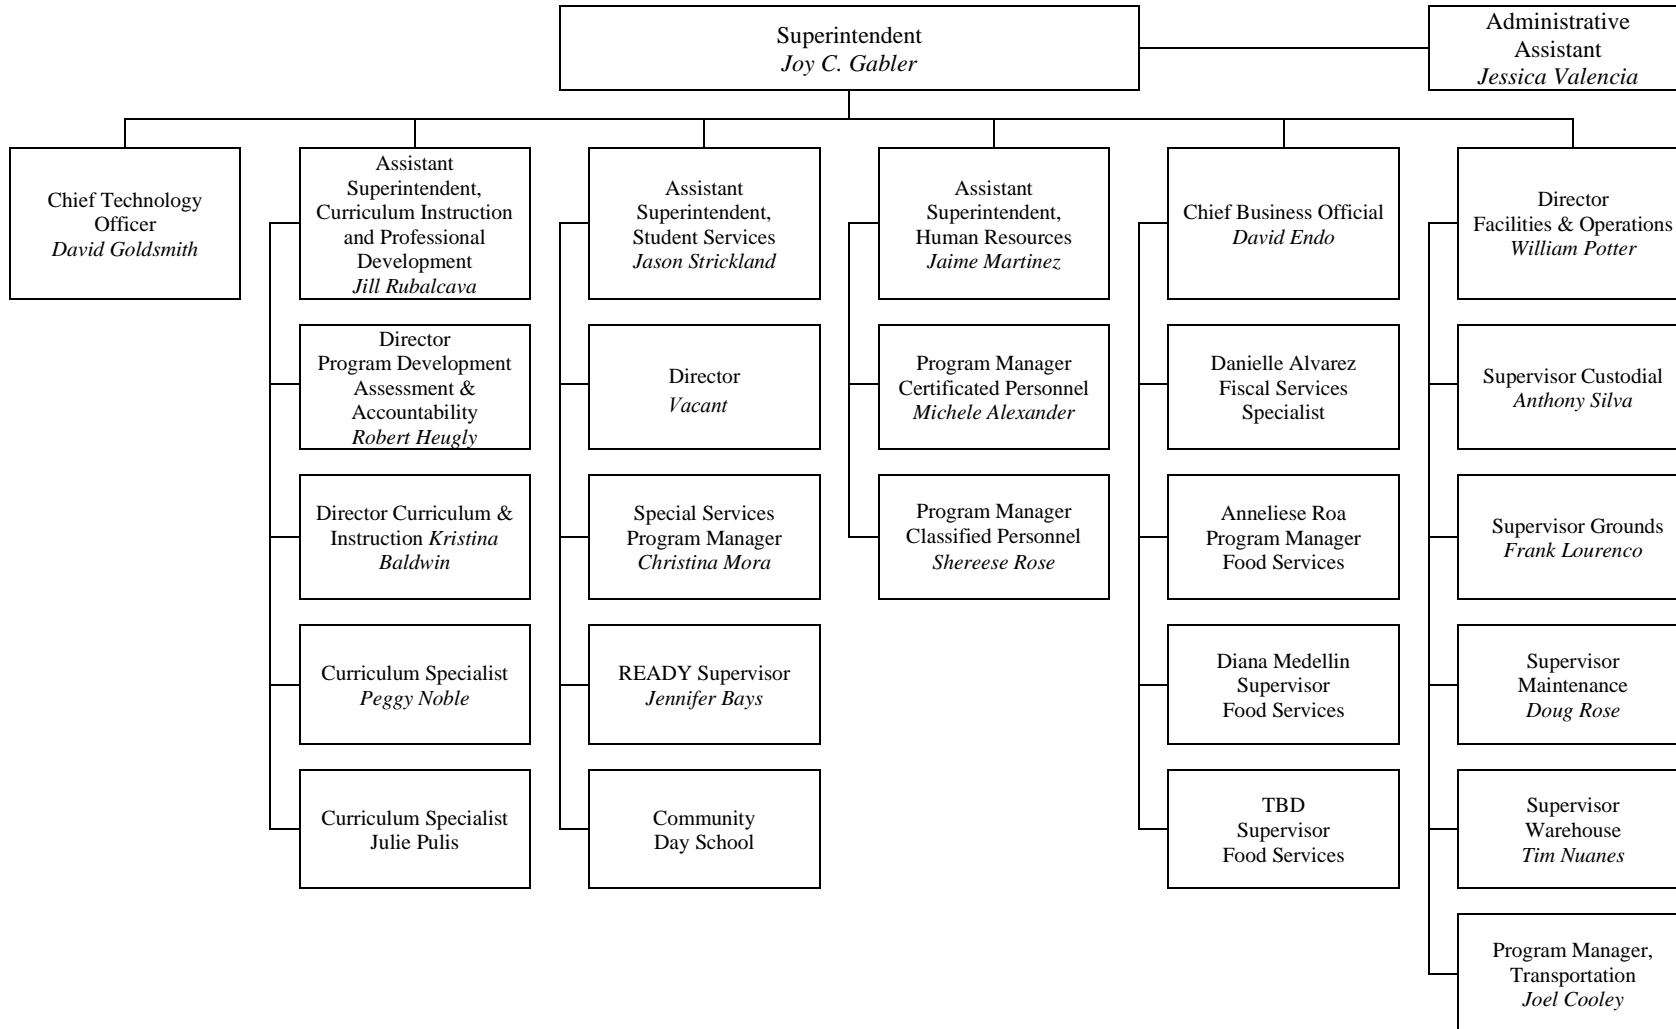 Superintendent
Joy C. Gabler
Administrative
Assistant
Jessica Valencia
Chief Technology
Officer
David Goldsmith
Assistant
Superintendent,
Curriculum Instruction
and Professional
Development
Jill Rubalcava
Assistant
Superintendent,
Student Services
Jason Strickland
Assistant
Superintendent,
Human Resources
Jaime Martinez
Chief Business Official
David Endo
Director
Facilities & Operations
William Potter
Director
Program Development
Assessment &
Accountability
Robert Heugly
Director
Vacant
Program Manager
Certificated Personnel
Michele Alexander
Danielle Alvarez
Fiscal Services
Specialist
Supervisor Custodial
Anthony Silva
Director Curriculum &
Instruction Kristina
Baldwin
Special Services
Program Manager
Christina Mora
Program Manager
Classified Personnel
Shereese Rose
Anneliese Roa
Program Manager
Food Services
Supervisor Grounds
Frank Lourenco
Curriculum Specialist
Peggy Noble
READY Supervisor
Jennifer Bays
Diana Medellin
Supervisor
Food Services
Supervisor
Maintenance
Doug Rose
Curriculum Specialist
Julie Pulis
Community
Day School
TBD
Supervisor
Food Services
Supervisor
Warehouse
Tim Nuanes
Program Manager,
Transportation
Joel Cooley